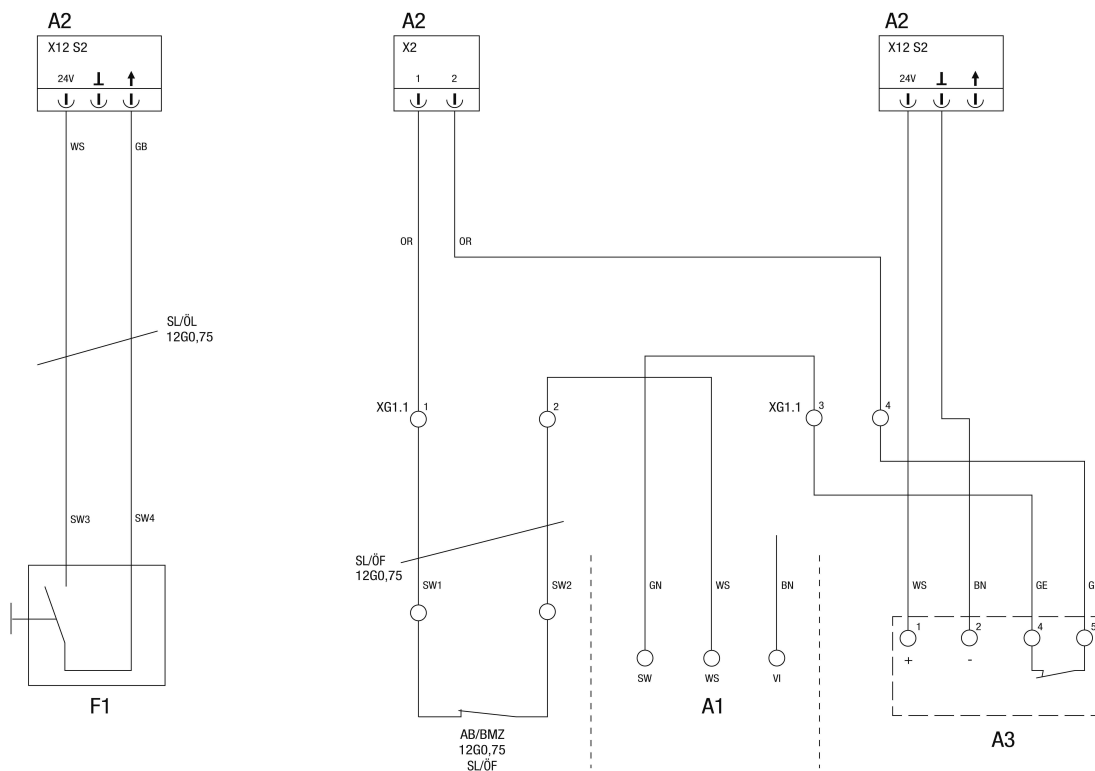 A2
A2
A2
X12 S2
X2
X12 S2
24V
1
2
24V
WS
GB
OR
OR
SL/ÖL
12G0,75
XG1.1
1
2
XG1.1
3
4
SW3
SW4
SL/ÖF
12G0,75
SW1
SW2
GN
WS
BN
WS
BN
GE
G
1
2
4
5
+
-
SW
WS
VI
F1
A1
AB/BMZ
12G0,75
SL/ÖF
A3